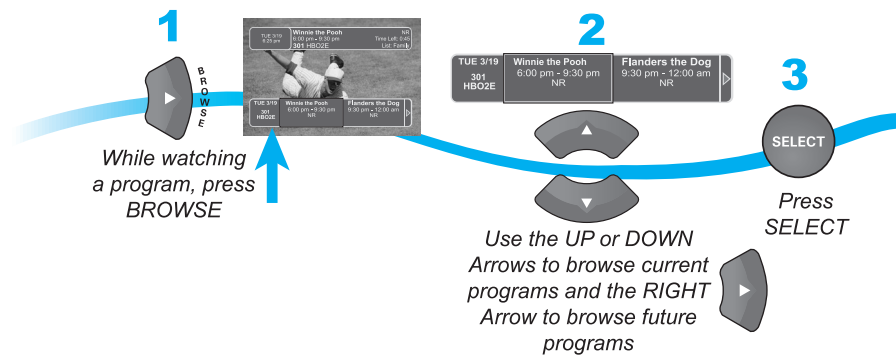 1
BROWSE
While watching
a program, press
BROWSE
TUE 3/19
6:25 pm
Winnie the Pooh
6:00 pm - 9:30 pm
301 HBO2E
NR
Time Left: 0:45
List: Family
TUE 3/19
301
HBO2E
Winnie the Pooh
6:00 pm - 9:30 pm
NR
Flanders the Dog
9:30 pm - 12:00 am
NR
2
TUE 3/19
301
HBO2E
Winnie the Pooh
6:00 pm - 9:30 pm
NR
Flanders the Dog
9:30 pm - 12:00 am
NR
Use the UP or DOWN
Arrows to browse current
programs and the RIGHT
Arrow to browse future
programs
3
SELECT
Press
SELECT